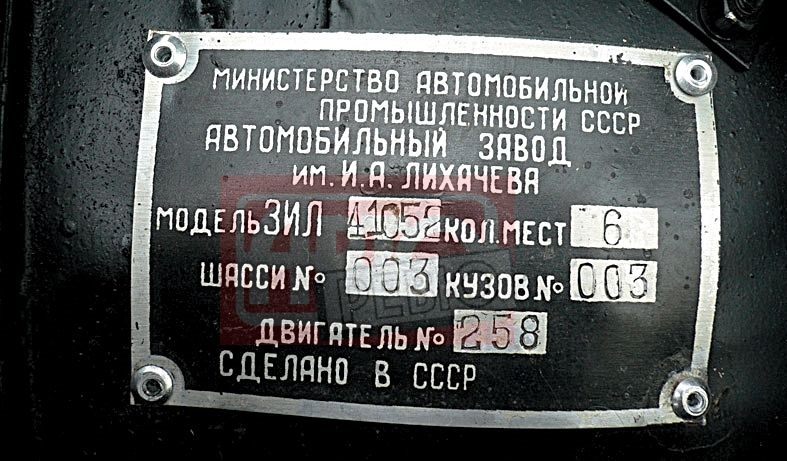 МИНИСТЕРСТВО АВТОМОБИЛЬНОЙ
ПРОМЫШЛЕННОСТИ СССР
АВТОМОБИЛЬНЫЙ ЗАВОД
ИМ. И.А. ЛИХАЧЕВА
МОДЕЛЬ ЗИЛ 41052 КОЛ. МЕСТ 6
ШАССИ № 003 КУЗОВ № 003
ДВИГАТЕЛЬ № 258
СДЕЛАНО В СССР